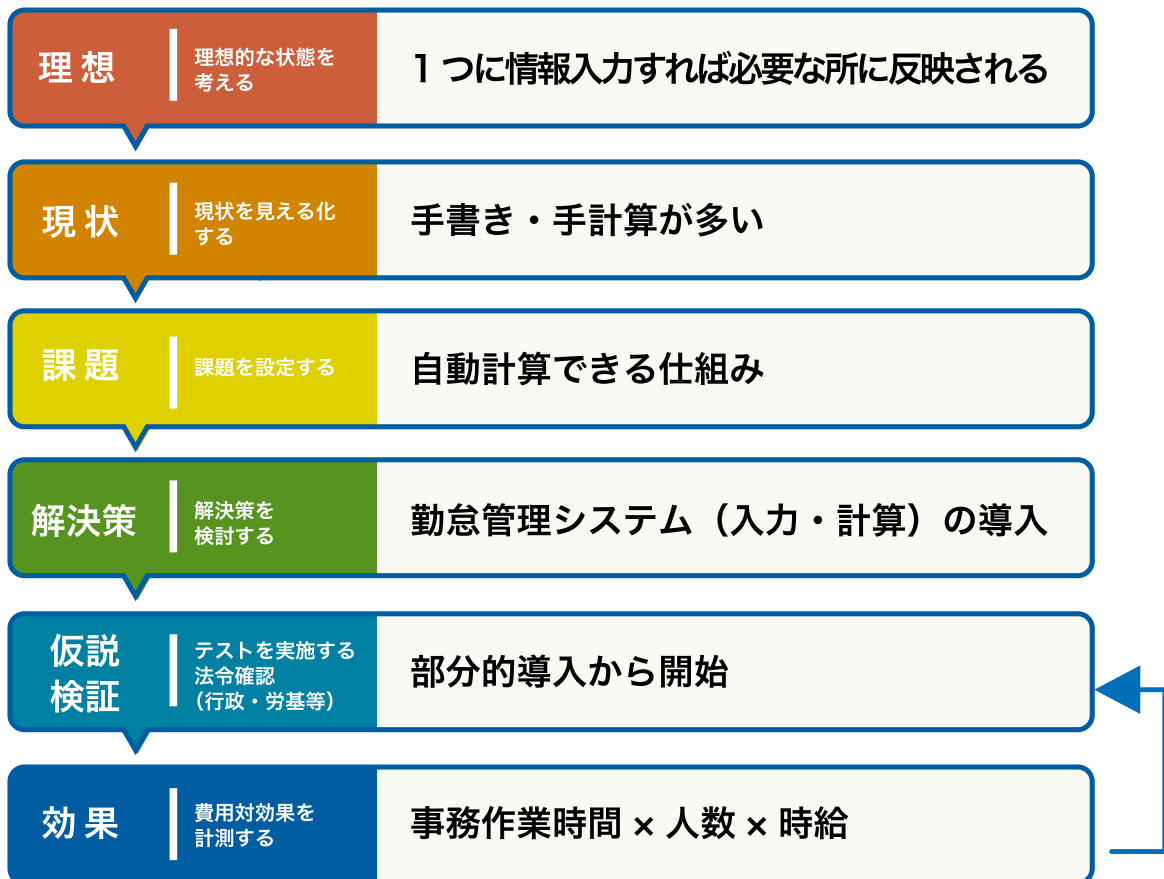 理想
理想的な状態を
考える
1つに情報入力すれば必要な所に反映される
現状
現状を見える化
する
手書き・手計算が多い
課題
課題を設定する
自動計算できる仕組み
解決策
解決策を
検討する
勤怠管理システム（入力・計算）の導入
仮説
検証
テストを実施する
法令確認
（行政・労基等）
部分的導入から開始
効果
費用対効果を
計測する
事務作業時間 × 人数 × 時給